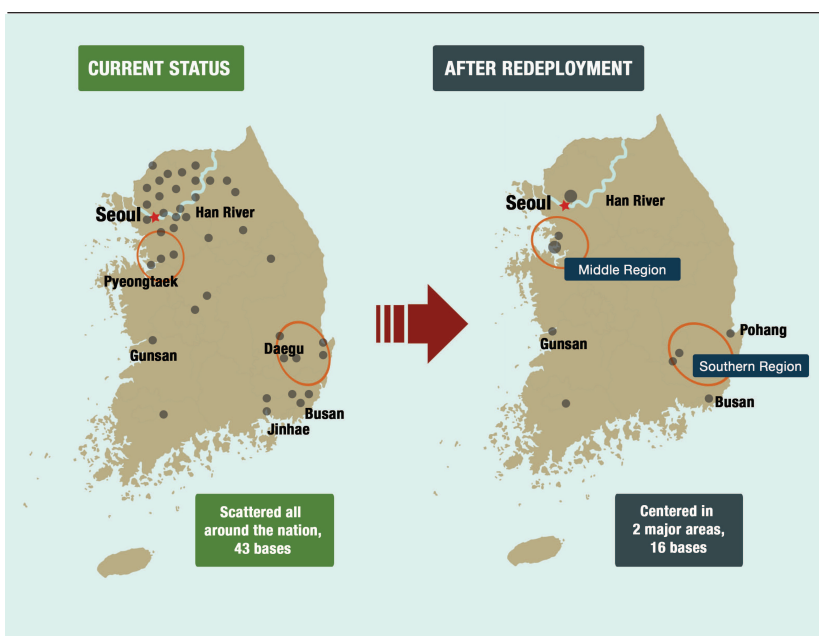 CURRENT STATUS
Seoul
Han River
Pyeongtaek
Gunsan
Daegu
Busan
Jinhae
Scattered all
around the nation,
43 bases
AFTER REDEPLOYMENT
Seoul
Han River
Middle Region
Gunsan
Pohang
Southern Region
Busan
Centered in
2 major areas,
16 bases